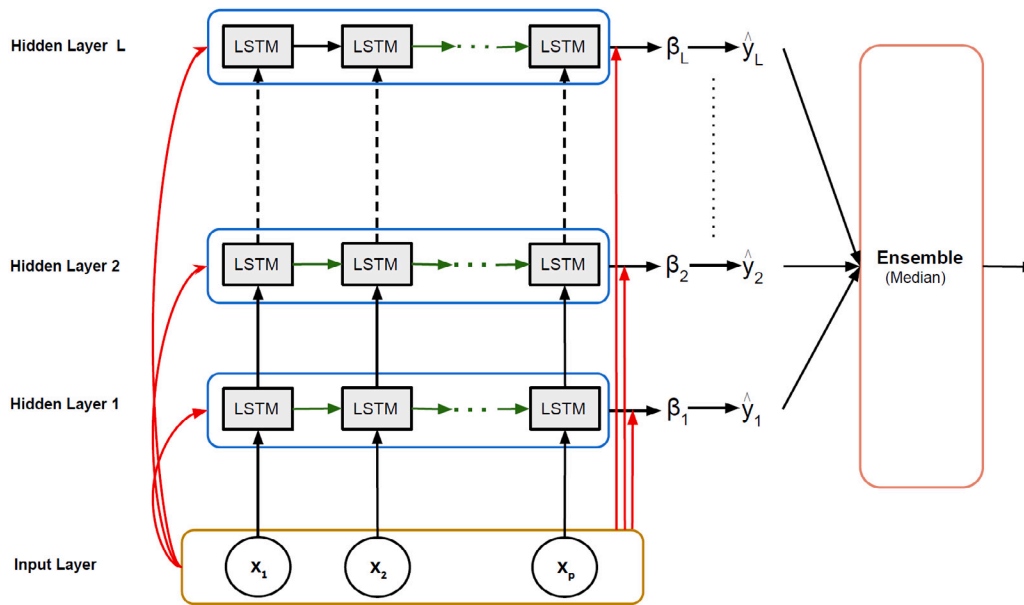 Hidden Layer L
LSTM LSTM LSTM β_L ŷ_L
Hidden Layer 2
LSTM LSTM LSTM β_2 ŷ_2
Ensemble
(Median)
Hidden Layer 1
LSTM LSTM LSTM β_1 ŷ_1
Input Layer
x_1 x_2 x_p